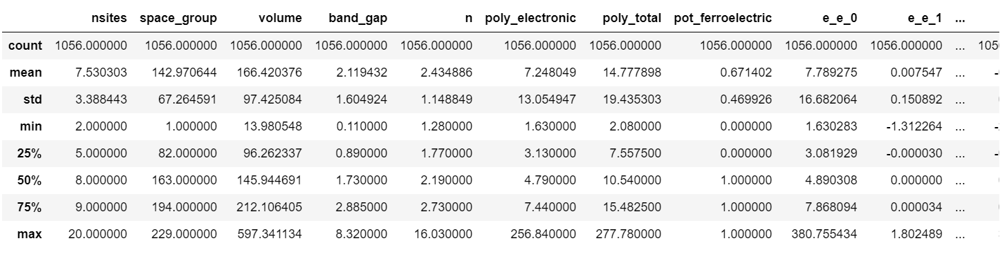 nsites space_group volume band_gap n poly_electronic poly_total pot_ferroelectric e_e_0 e_e_1 ...
count 1056.000000 1056.000000 1056.000000 1056.000000 1056.000000 1056.000000 1056.000000 1056.000000 1056.000000 1056.000000 ... 105
mean 7.530303 142.970644 166.420376 2.119432 2.434886 7.248049 14.777898 0.671402 7.789275 0.007547 ... -
std 3.388443 67.264591 97.425084 1.604924 1.148849 13.054947 19.435303 0.469926 16.682064 0.150892 ...
min 2.000000 1.000000 13.980548 0.110000 1.280000 1.630000 2.080000 0.000000 1.630283 -1.312264 ... -
25% 5.000000 82.000000 96.262337 0.890000 1.770000 3.130000 7.557500 0.000000 3.081929 -0.000030 ... -
50% 8.000000 163.000000 145.944691 1.730000 2.190000 4.790000 10.540000 1.000000 4.890308 0.000000 ...
75% 9.000000 194.000000 212.106405 2.885000 2.730000 7.440000 15.482500 1.000000 7.868094 0.000034 ...
max 20.000000 229.000000 597.341134 8.320000 16.030000 256.840000 277.780000 1.000000 380.755434 1.802489 ...